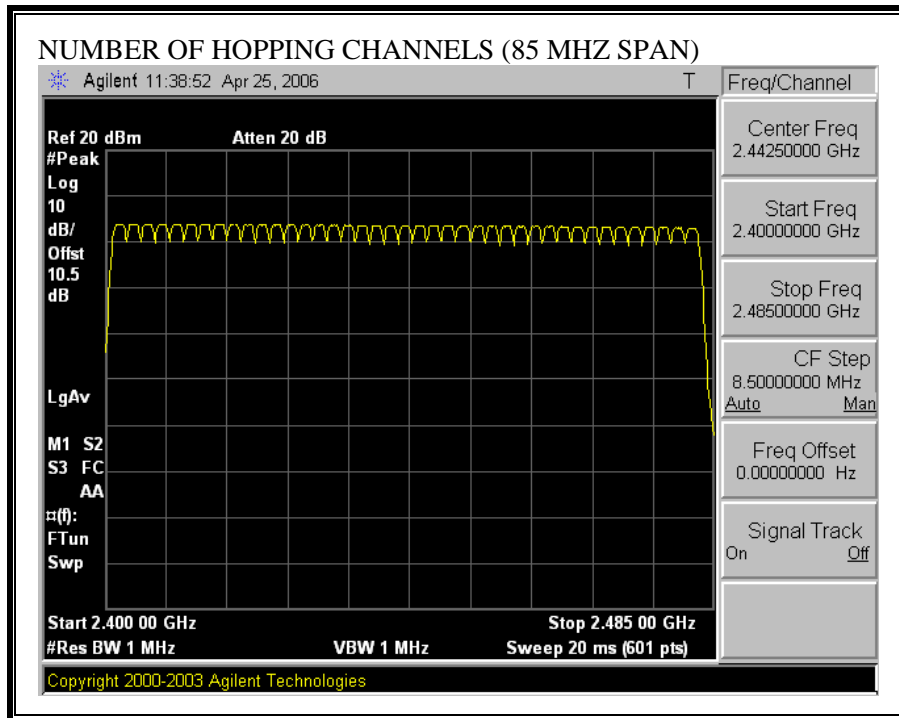 NUMBER OF HOPPING CHANNELS (85 MHZ SPAN)
Agilent 11:38:52 Apr 25, 2006 T
Freq/Channel
Ref 20 dBm Atten 20 dB
#Peak
Log
10
dB/
Offst
10.5
dB
LgAv
M1 S2
S3 FC
AA
¤(f):
FTun
Swp
Start 2.400 00 GHz Stop 2.485 00 GHz
#Res BW 1 MHz VBW 1 MHz Sweep 20 ms (601 pts)
Copyright 2000-2003 Agilent Technologies
Center Freq
2.44250000 GHz
Start Freq
2.40000000 GHz
Stop Freq
2.48500000 GHz
CF Step
8.50000000 MHz
Auto Man
Freq Offset
0.00000000 Hz
Signal Track
On Off